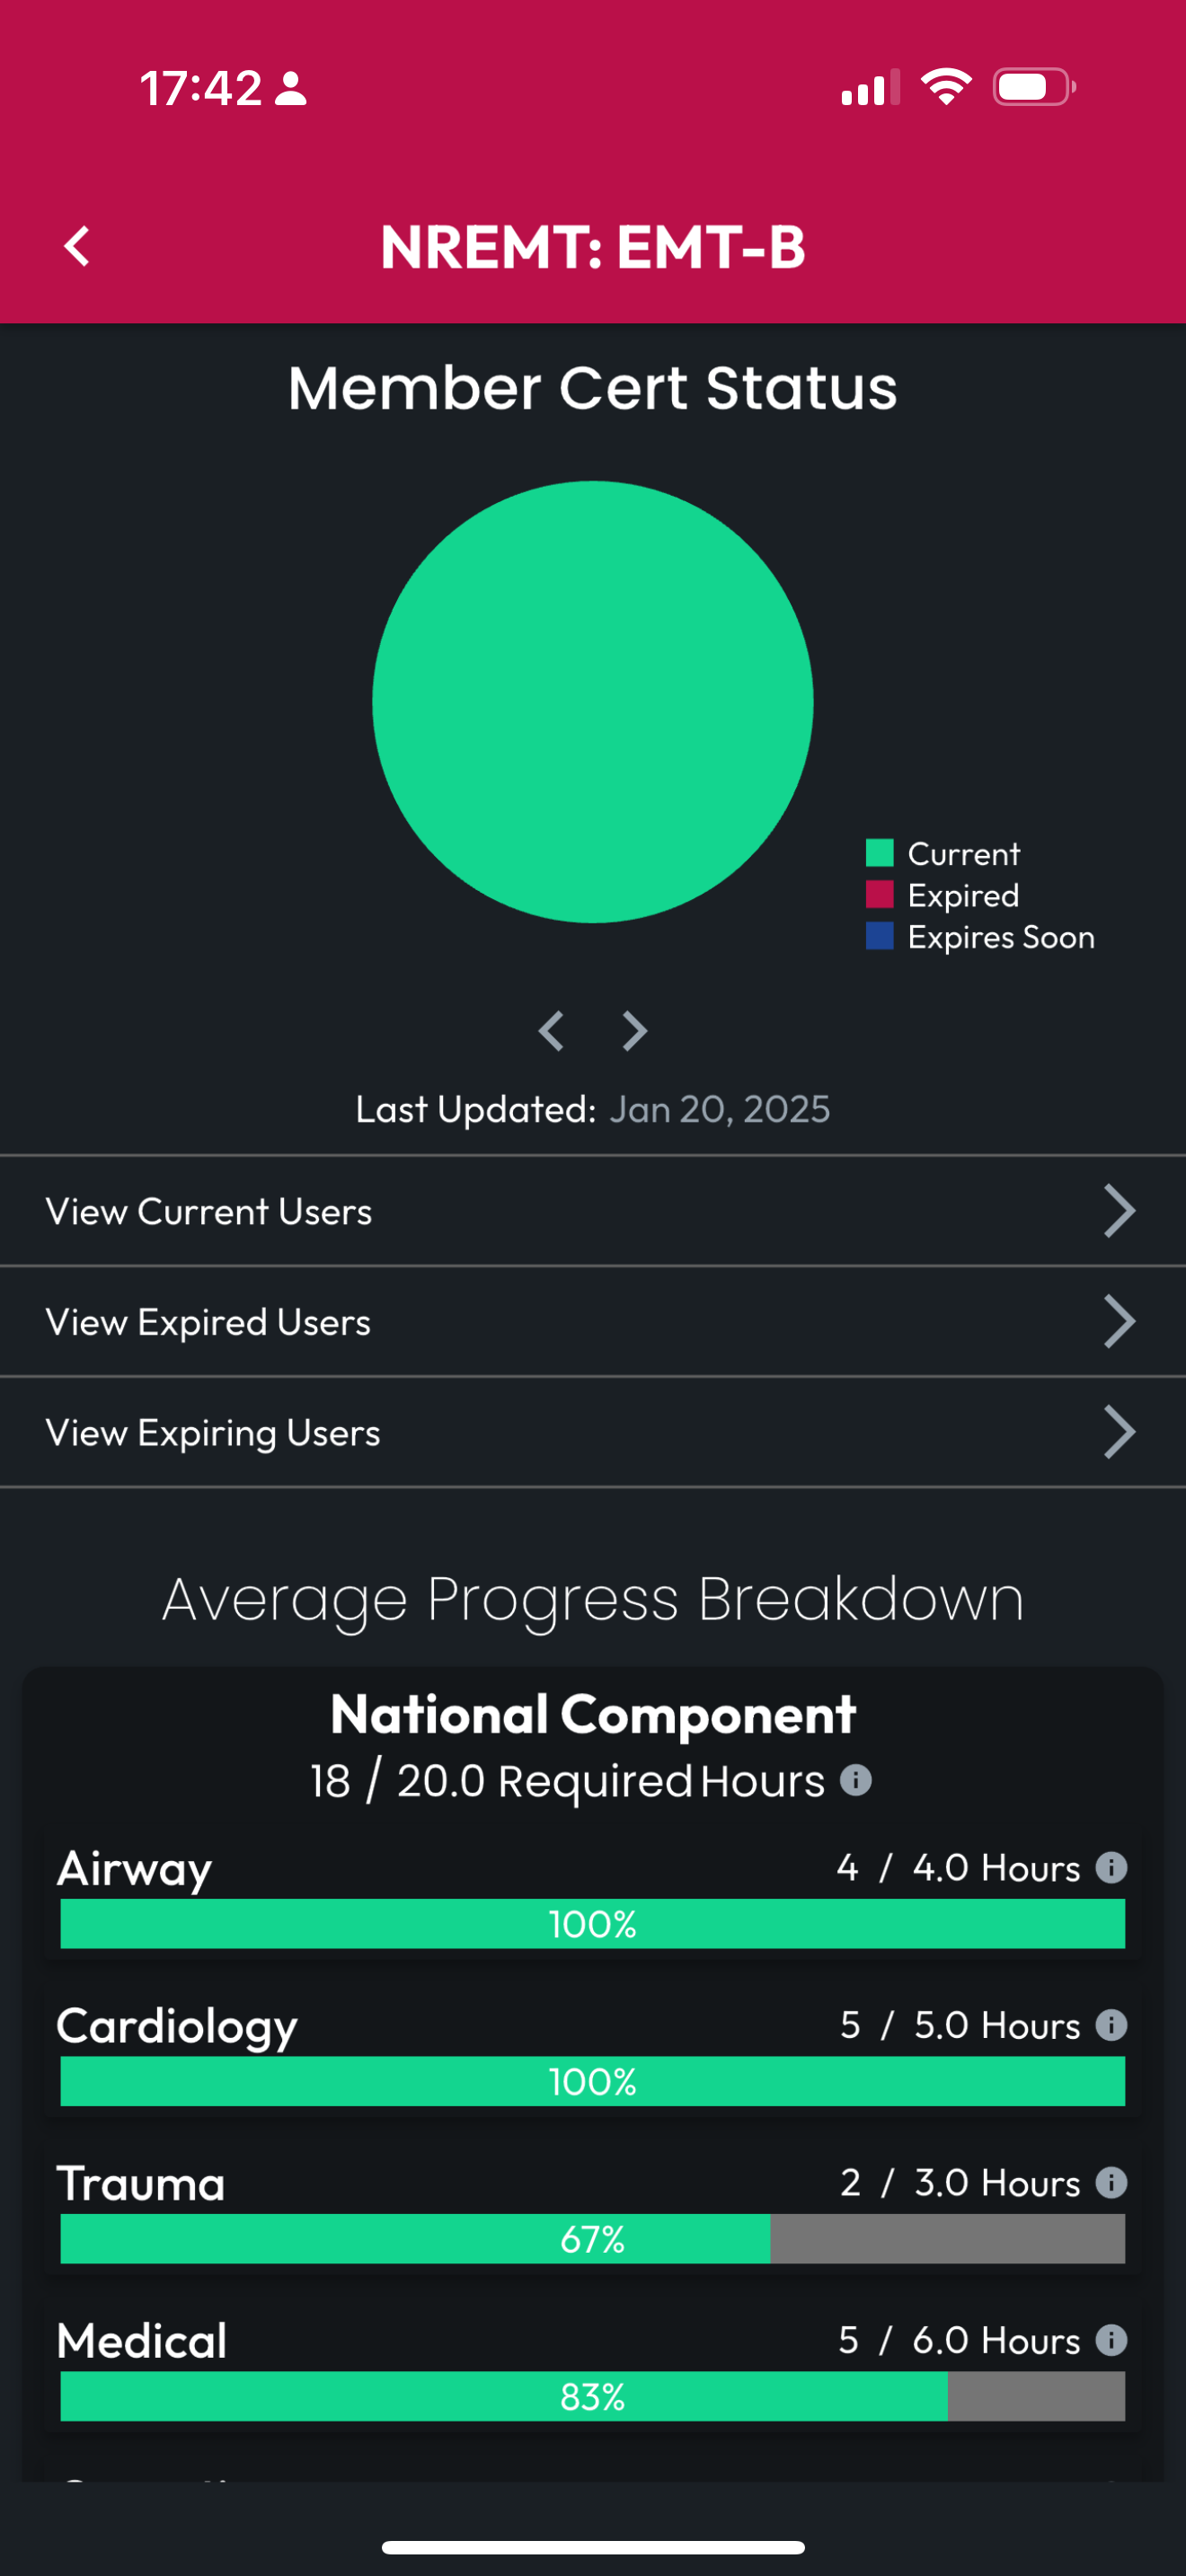 17:42
NREMT: EMT-B
Member Cert Status
Current
Expired
Expires Soon
Last Updated: Jan 20, 2025
View Current Users
View Expired Users
View Expiring Users
Average Progress Breakdown
National Component
18 / 20.0 Required Hours
Airway 4 / 4.0 Hours
100%
Cardiology 5 / 5.0 Hours
100%
Trauma 2 / 3.0 Hours
67%
Medical 5 / 6.0 Hours
83%